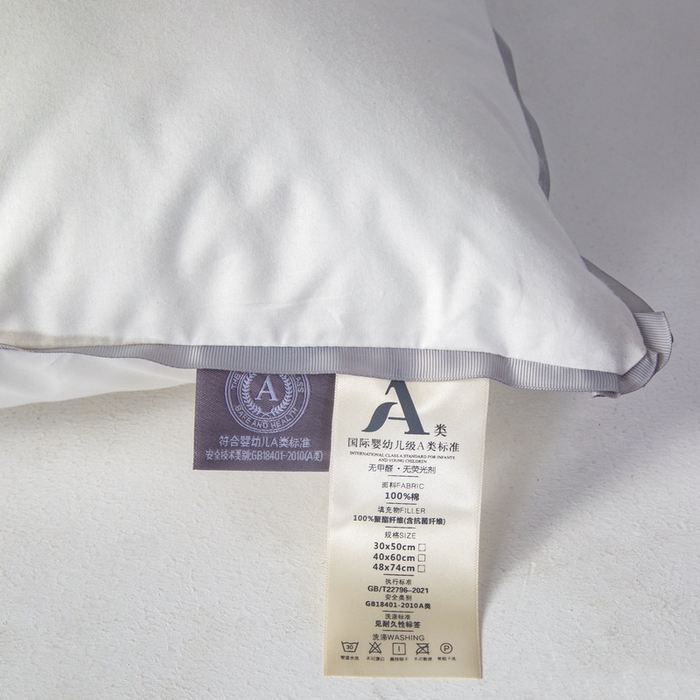 THE
CLASS
A
SAFE AND HEALTH
符合婴幼儿A类标准
安全技术类别:GB18401-2010(A类)
A类
国际婴幼儿级A类标准
INTERNATIONAL CLASS A STANDARD FOR INFANTS
AND YOUNG CHILDREN
无甲醛·无荧光剂
面料FABRIC
100%棉
填充物FILLER
100%聚酯纤维(含抗菌纤维)
规格SIZE
30x50cm
40x60cm
48x74cm
执行标准
GB/T22796-2021
安全类别
GB18401-2010A类
洗涤标准
见耐久性标签
洗涤WASHING
30
P